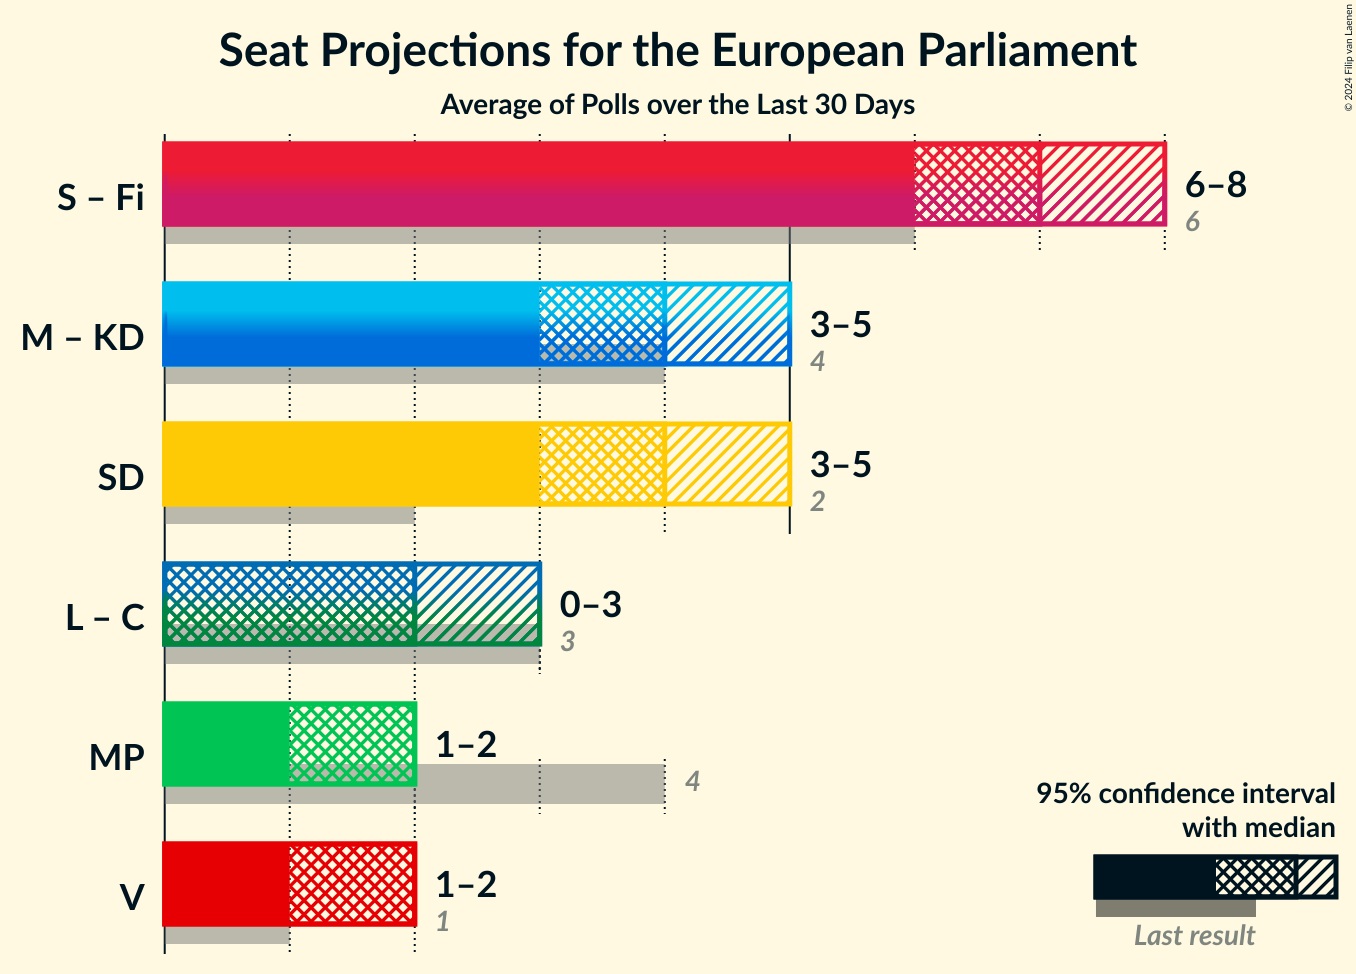 Seat Projections for the European Parliament
Average of Polls over the Last 30 Days
© 2024 Filip van Laenen
S – Fi
6–8
6
M – KD
3–5
4
SD
3–5
2
L – C
0–3
3
MP
1–2
4
V
1–2
1
95% confidence interval
with median
Last result